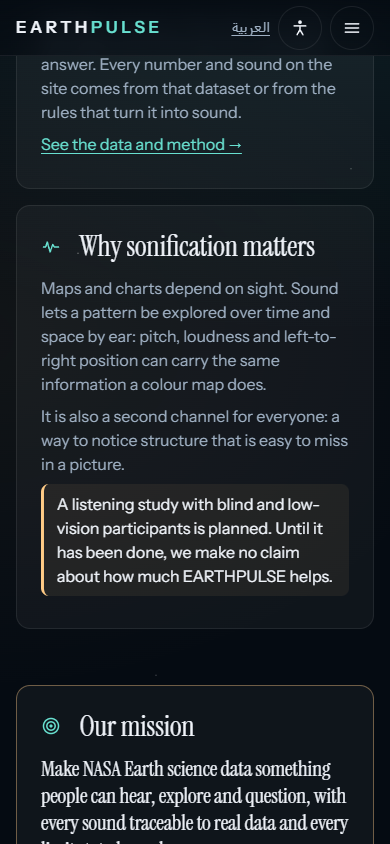 EARTHPULSE
العربية
answer. Every number and sound on the
site comes from that dataset or from the
rules that turn it into sound.
See the data and method →
Why sonification matters
Maps and charts depend on sight. Sound
lets a pattern be explored over time and
space by ear: pitch, loudness and left-to-
right position can carry the same
information a colour map does.
It is also a second channel for everyone: a
way to notice structure that is easy to miss
in a picture.
A listening study with blind and low-
vision participants is planned. Until it
has been done, we make no claim
about how much EARTHPULSE helps.
Our mission
Make NASA Earth science data something
people can hear, explore and question, with
every sound traceable to real data and every